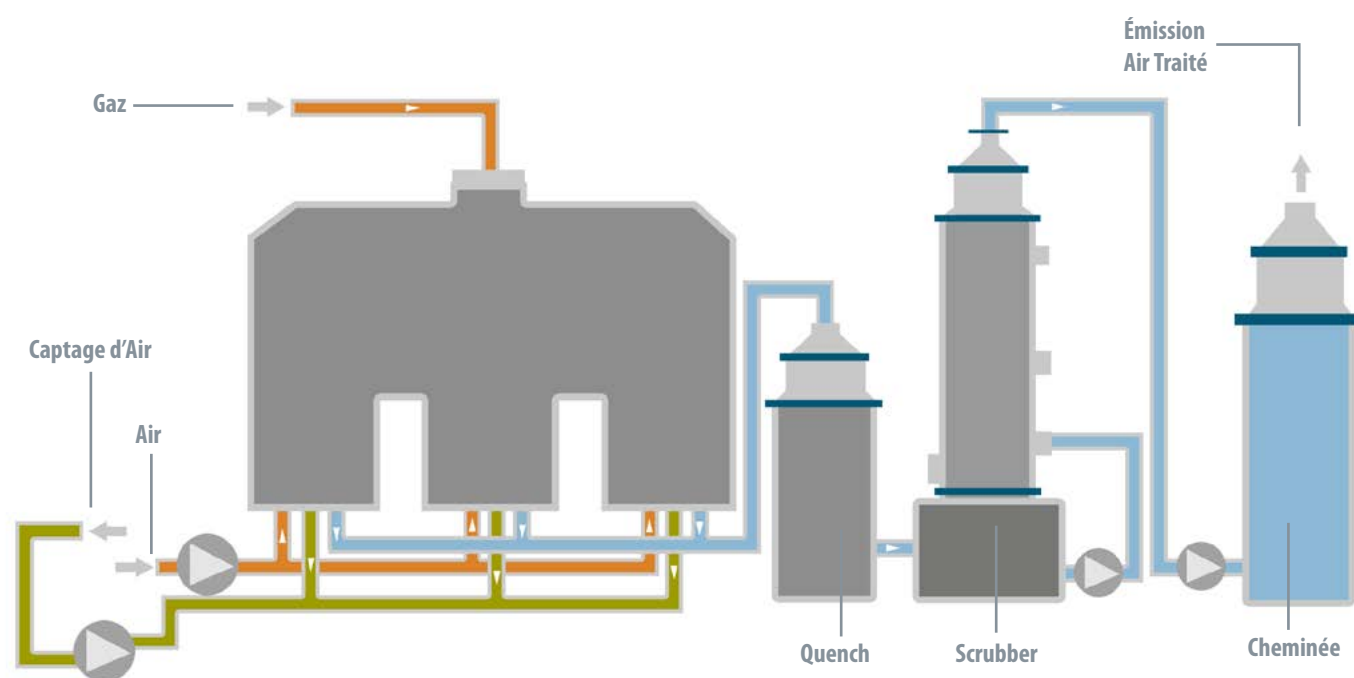 Émission
Air Traité
Gaz
Captage d’Air
Air
Quench
Scrubber
Cheminée